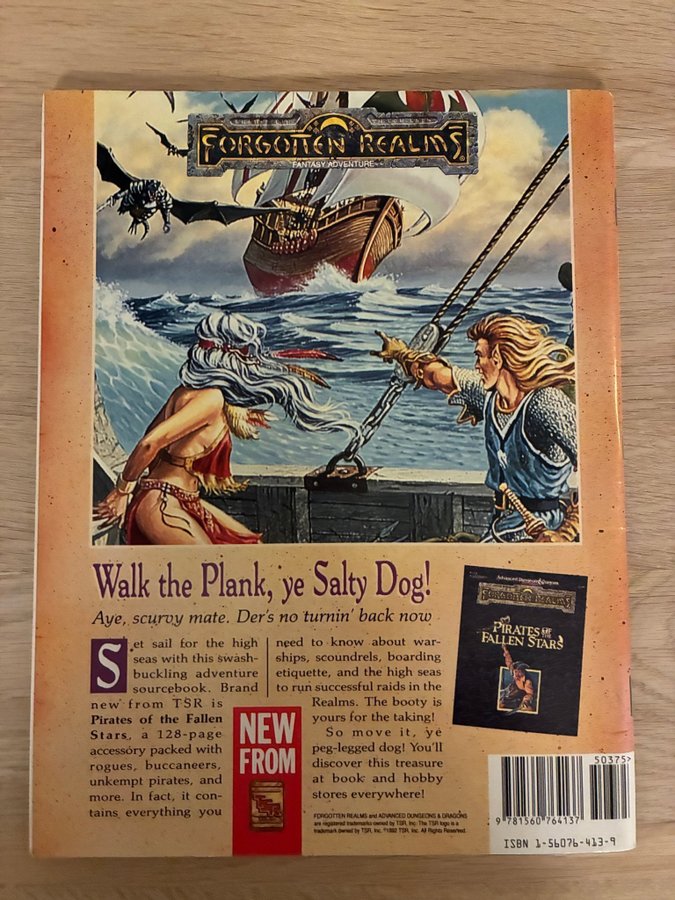 FORGOTTEN REALMS®
FANTASY ADVENTURE
Walk the Plank, ye Salty Dog!
Aye, scurvy mate. Der's no turnin' back now
Set sail for the high
seas with this swash-
buckling adventure
sourcebook. Brand
new from TSR is
Pirates of the Fallen
Stars, a 128-page
accessory packed with
rogues, buccaneers,
unkempt pirates, and
more. In fact, it con-
tains everything you
need to know about war-
ships, scoundrels, boarding
etiquette, and the high seas
to run successful raids in the
Realms. The booty is
yours for the taking!
So move it, ye
peg-legged dog! You'll
discover this treasure
at book and hobby
stores everywhere!
NEW
FROM
TSR
Advanced Dungeons & Dragons
FORGOTTEN REALMS
PIRATES OF THE
FALLEN STARS
FORGOTTEN REALMS and ADVANCED DUNGEONS & DRAGONS
are registered trademarks owned by TSR, Inc. The TSR logo is a
trademark owned by TSR, Inc. ©1992 TSR, Inc. All Rights Reserved.
50375>
9 781560 764137
ISBN 1-56076-413-9